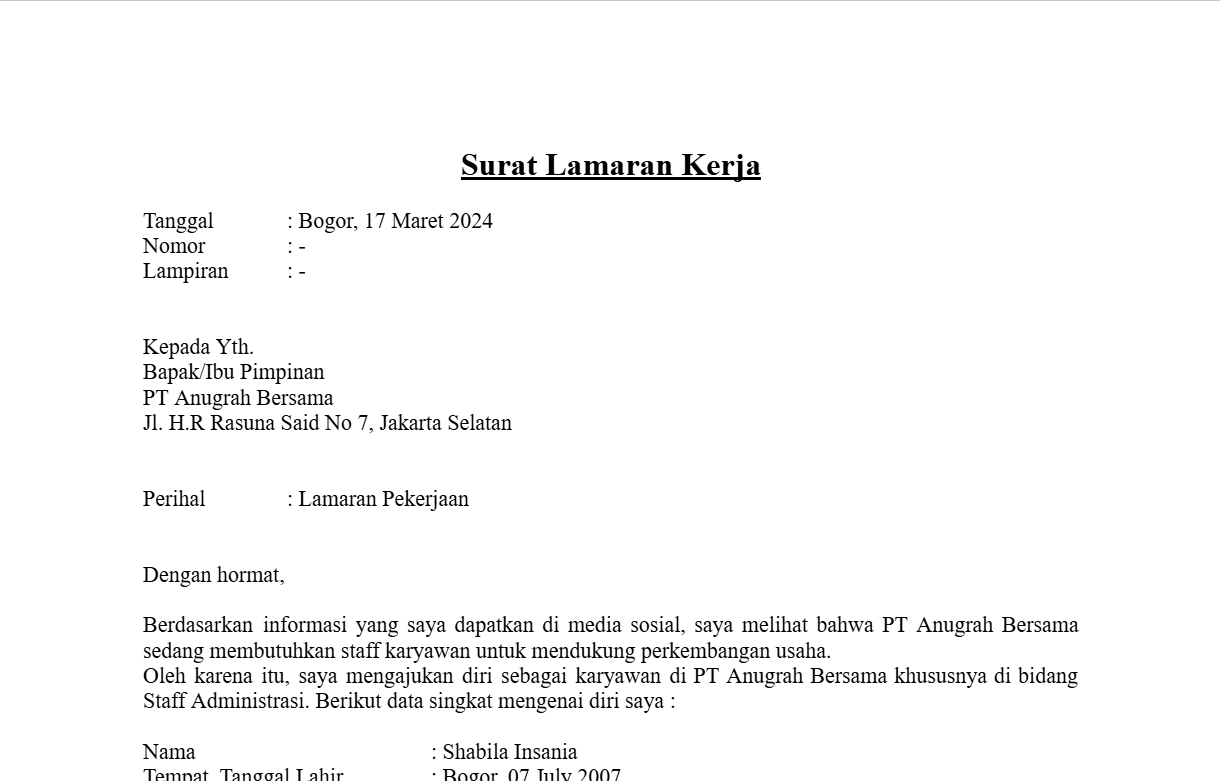 Surat Lamaran Kerja
Tanggal : Bogor, 17 Maret 2024
Nomor : -
Lampiran : -
Kepada Yth.
Bapak/Ibu Pimpinan
PT Anugrah Bersama
Jl. H.R Rasuna Said No 7, Jakarta Selatan
Perihal : Lamaran Pekerjaan
Dengan hormat,
Berdasarkan informasi yang saya dapatkan di media sosial, saya melihat bahwa PT Anugrah Bersama
sedang membutuhkan staff karyawan untuk mendukung perkembangan usaha.
Oleh karena itu, saya mengajukan diri sebagai karyawan di PT Anugrah Bersama khususnya di bidang
Staff Administrasi. Berikut data singkat mengenai diri saya :
Nama : Shabila Insania
Tempat, Tanggal Lahir : Bogor, 07 July 2007